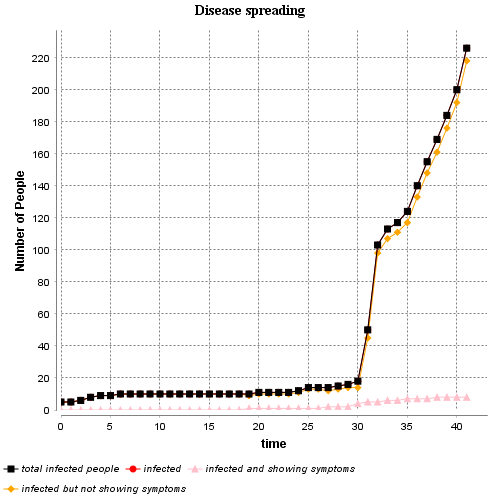 Disease spreading
Number of People
220
200
180
160
140
120
100
80
60
40
20
0
0 5 10 15 20 25 30 35 40
time
total infected people infected infected and showing symptoms
infected but not showing symptoms